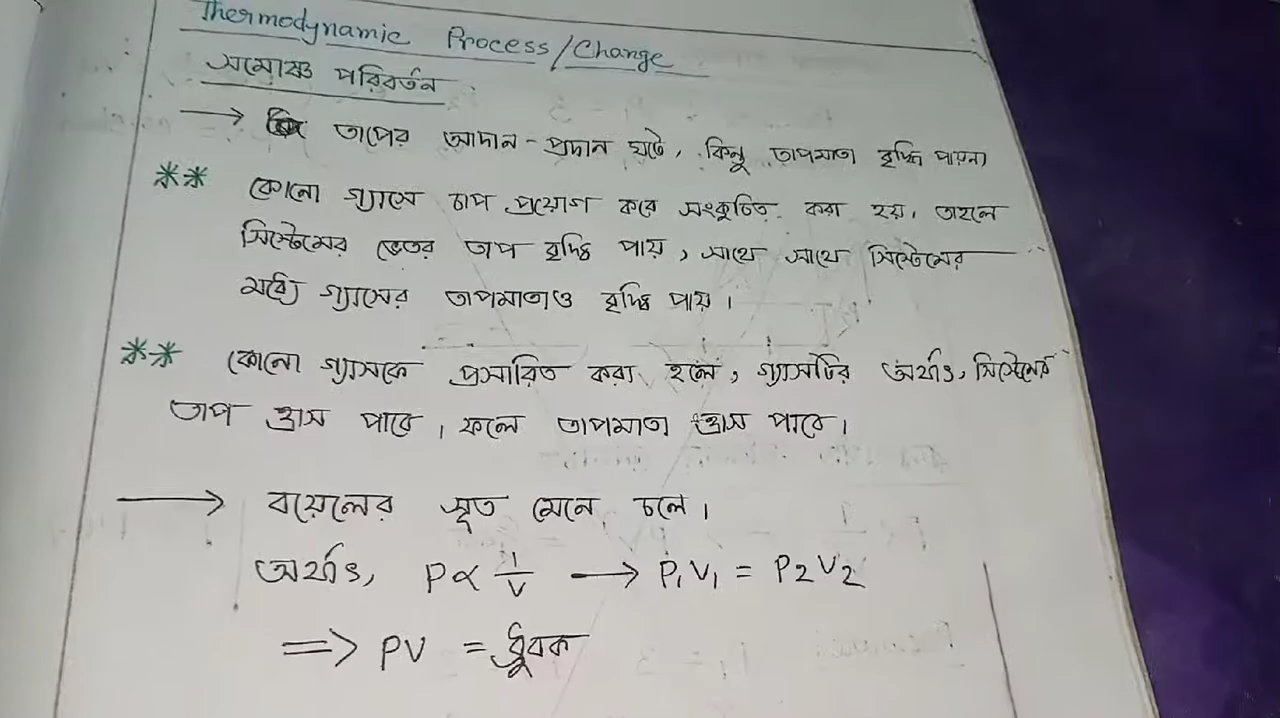 Thermodynamic Process/Change
সমোষ্ণ পরিবর্তন :
→ তাপের আদান-প্রদান ঘটে, কিন্তু তাপমাত্রা বৃদ্ধি পায়না
** কোনো গ্যাসে চাপ প্রয়োগ করে সংকুচিত করা হয়, তাহলে
সিস্টেমের ভেতর তাপ বৃদ্ধি পায়, সাথে সাথে সিস্টেমের
মধ্যে গ্যাসের তাপমাত্রাও বৃদ্ধি পায়।
** কোনো গ্যাসকে প্রসারিত করা হলে, গ্যাসটির অর্থাৎ, সিস্টেমের
তাপ হ্রাস পাবে, ফলে তাপমাত্রা হ্রাস পাবে।
→ বয়েলের সূত্র মেনে চলে।
অর্থাৎ, P ∝ 1/V → P₁V₁ = P₂V₂
=> PV = ধ্রুবক